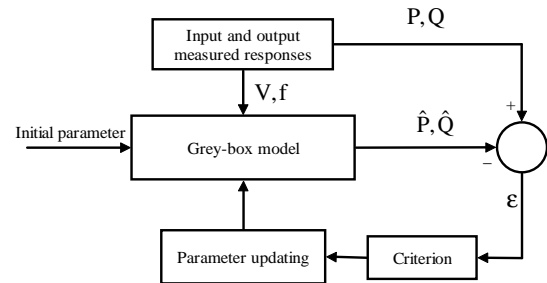 P,Q
Input and output
measured responses
V,f
+
Initial parameter
Grey-box model
P̂,Q̂
−
ε
Parameter updating
Criterion